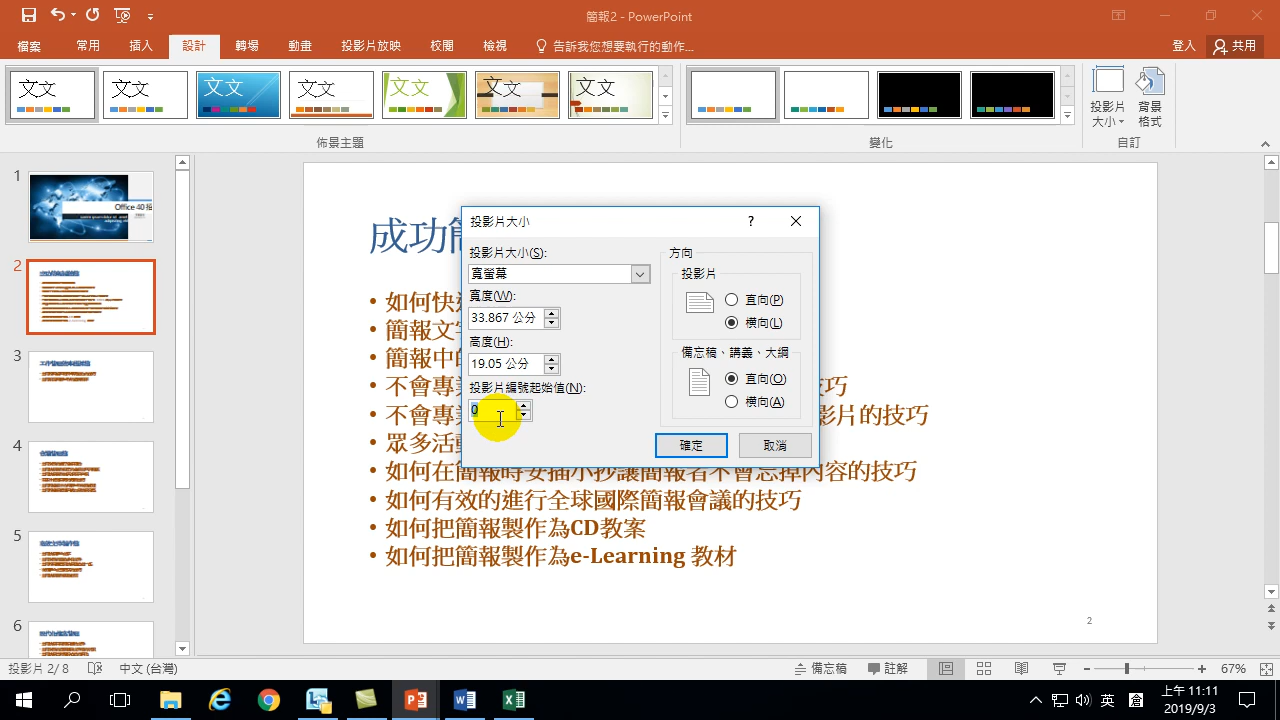 簡報2 - PowerPoint
檔案 常用 插入 設計 轉場 動畫 投影片放映 校閱 檢視 告訴我您想要執行的動作... 登入 共用
文文 文文 文文 文文 文文 文文 文文
投影片大小 背景格式
佈景主題 變化 自訂
1
Office 40招
2
3
4
5
6
成功簡
• 如何快
• 簡報文
• 簡報中的
• 不會專 技巧
• 不會專 影片的技巧
• 眾多活動
• 如何在簡報時安插小抄讓簡報者不會忘掉內容的技巧
• 如何有效的進行全球國際簡報會議的技巧
• 如何把簡報製作為CD教案
• 如何把簡報製作為e-Learning 教材
2
投影片大小 ?
投影片大小(S):
寬螢幕
寬度(W):
33.867 公分
高度(H):
19.05 公分
投影片編號起始值(N):
0
方向
投影片
直向(P)
橫向(L)
備忘稿、講義、大綱
直向(O)
橫向(A)
確定 取消
投影片 2/ 8 中文 (台灣) 備忘稿 註解 67%
英 上午 11:11
2019/9/3